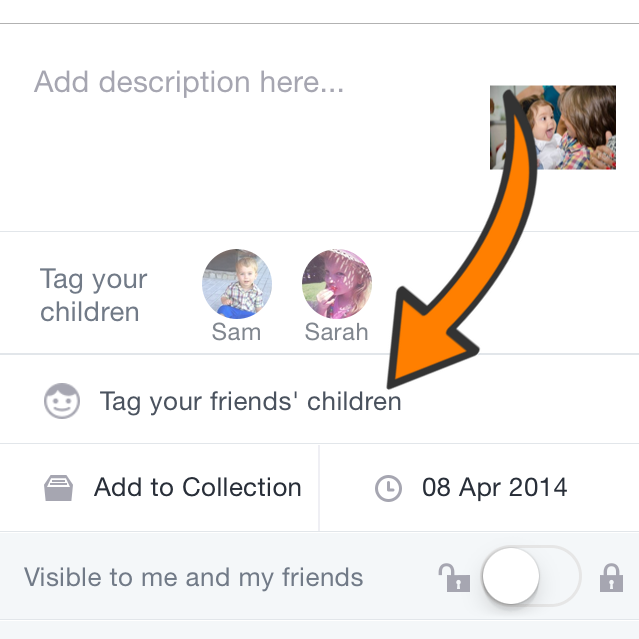 Add description here...
Tag your
children
Sam
Sarah
Tag your friends' children
Add to Collection
08 Apr 2014
Visible to me and my friends